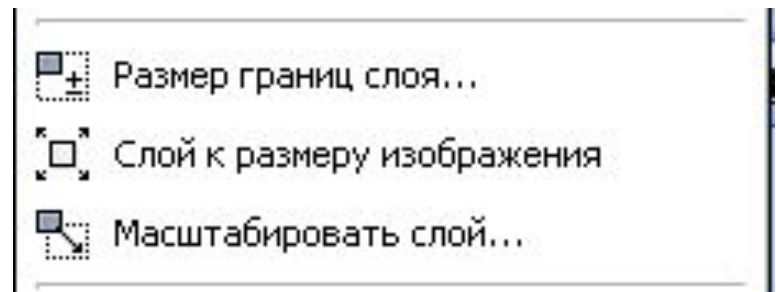 Размер границ слоя...
Слой к размеру изображения
Масштабировать слой...